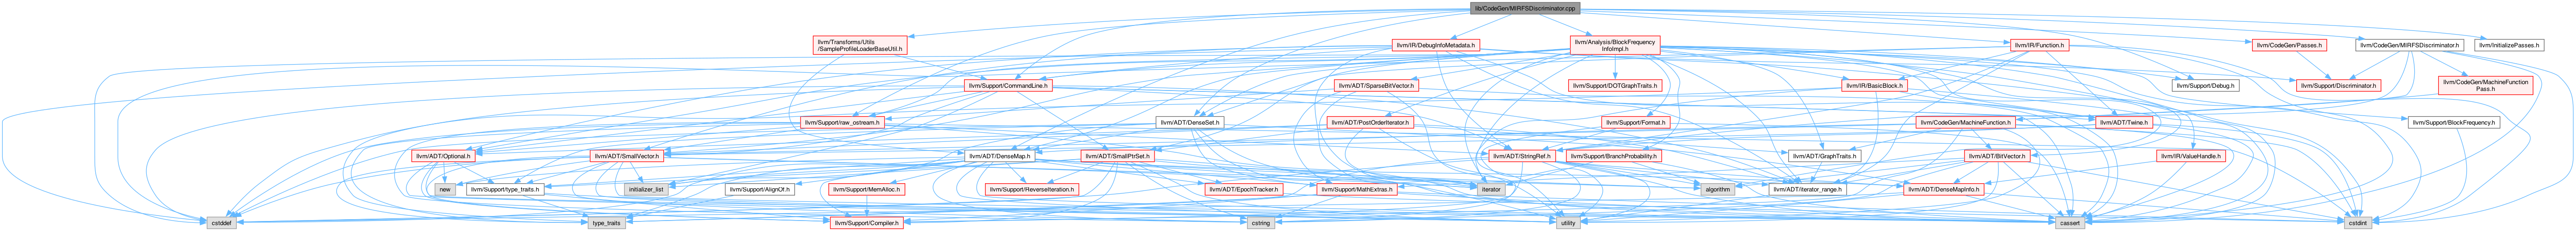 lib/CodeGen/MIRFSDiscriminator.cpp
llvm/Transforms/Utils
/SampleProfileLoaderBaseUtil.h
llvm/IR/DebugInfoMetadata.h
llvm/Analysis/BlockFrequency
InfoImpl.h
llvm/IR/Function.h
llvm/CodeGen/Passes.h
llvm/CodeGen/MIRFSDiscriminator.h
llvm/InitializePasses.h
llvm/Support/CommandLine.h
llvm/ADT/SparseBitVector.h
llvm/Support/DOTGraphTraits.h
llvm/IR/BasicBlock.h
llvm/Support/Debug.h
llvm/Support/Discriminator.h
llvm/CodeGen/MachineFunction
Pass.h
llvm/Support/raw_ostream.h
llvm/ADT/DenseSet.h
llvm/ADT/PostOrderIterator.h
llvm/Support/Format.h
llvm/CodeGen/MachineFunction.h
llvm/ADT/Twine.h
llvm/Support/BlockFrequency.h
llvm/ADT/Optional.h
llvm/ADT/SmallVector.h
llvm/ADT/DenseMap.h
llvm/ADT/SmallPtrSet.h
llvm/ADT/StringRef.h
llvm/Support/BranchProbability.h
llvm/ADT/GraphTraits.h
llvm/ADT/BitVector.h
llvm/IR/ValueHandle.h
new
llvm/Support/type_traits.h
initializer_list
llvm/Support/AlignOf.h
llvm/Support/MemAlloc.h
llvm/Support/ReverseIteration.h
llvm/ADT/EpochTracker.h
llvm/Support/MathExtras.h
iterator
algorithm
llvm/ADT/iterator_range.h
llvm/ADT/DenseMapInfo.h
cstddef
type_traits
llvm/Support/Compiler.h
cstring
utility
cassert
cstdint